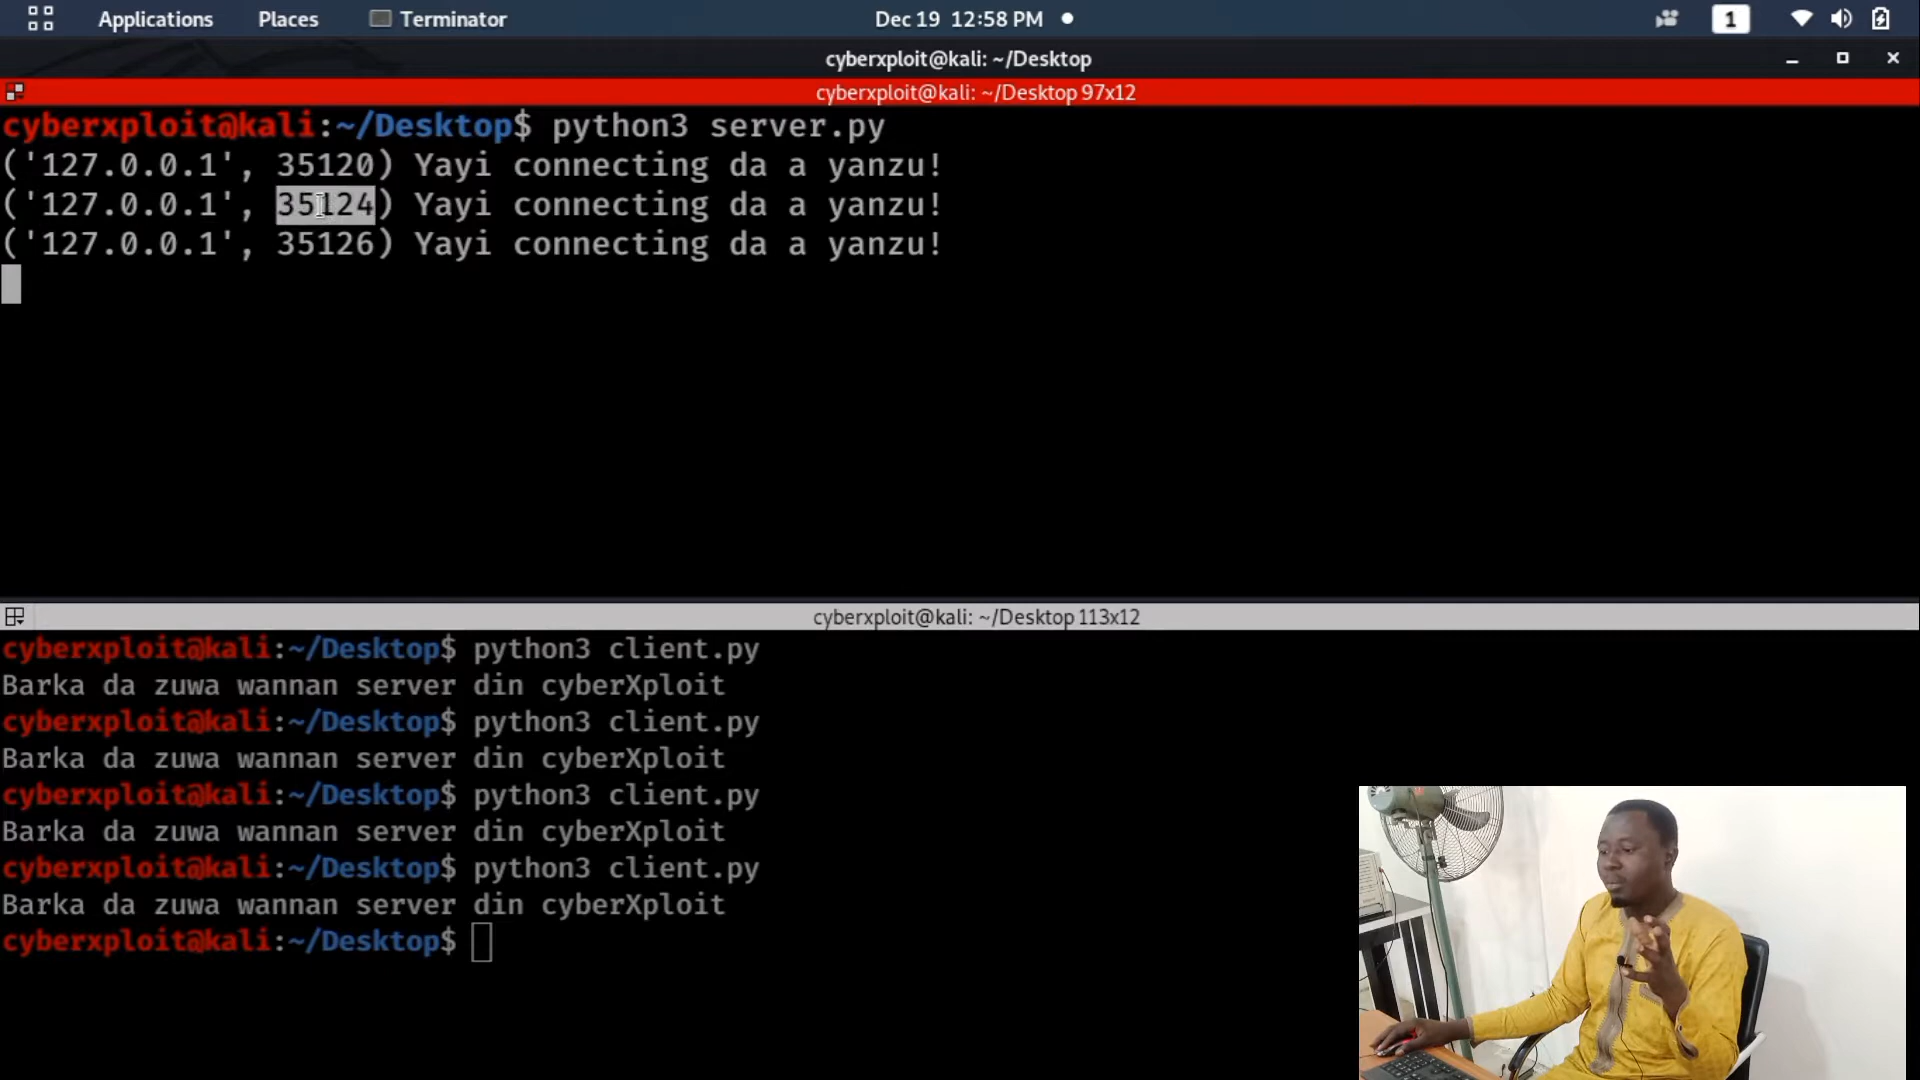 Applications Places Terminator Dec 19 12:58 PM 1
cyberxploit@kali: ~/Desktop
cyberxploit@kali: ~/Desktop 97x12
cyberxploit@kali:~/Desktop$ python3 server.py
('127.0.0.1', 35120) Yayi connecting da a yanzu!
('127.0.0.1', 35124) Yayi connecting da a yanzu!
('127.0.0.1', 35126) Yayi connecting da a yanzu!
cyberxploit@kali: ~/Desktop 113x12
cyberxploit@kali:~/Desktop$ python3 client.py
Barka da zuwa wannan server din cyberXploit
cyberxploit@kali:~/Desktop$ python3 client.py
Barka da zuwa wannan server din cyberXploit
cyberxploit@kali:~/Desktop$ python3 client.py
Barka da zuwa wannan server din cyberXploit
cyberxploit@kali:~/Desktop$ python3 client.py
Barka da zuwa wannan server din cyberXploit
cyberxploit@kali:~/Desktop$